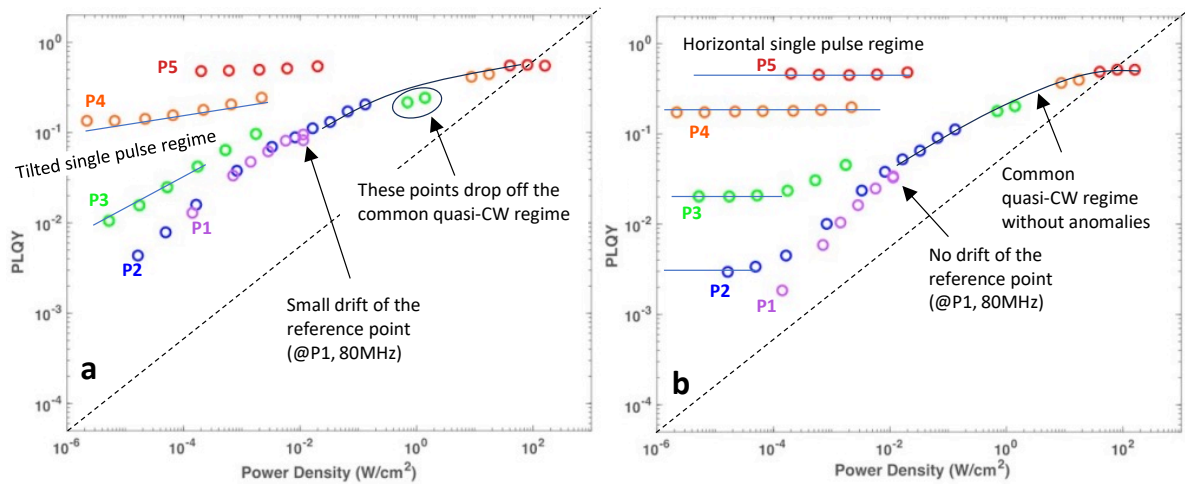 10⁰
10⁻¹
10⁻²
10⁻³
10⁻⁴
PLQY
P5
P4
Tilted single pulse regime
P3
P2
P1
These points drop off the
common quasi-CW regime
Small drift of the
reference point
(@P1, 80MHz)
a
10⁻⁶
10⁻⁴
10⁻²
10⁰
10²
Power Density (W/cm²)
10⁰
10⁻¹
10⁻²
10⁻³
10⁻⁴
PLQY
Horizontal single pulse regime
P5
P4
P3
P2
P1
Common
quasi-CW regime
without anomalies
No drift of the
reference point
(@P1, 80MHz)
b
10⁻⁶
10⁻⁴
10⁻²
10⁰
10²
Power Density (W/cm²)